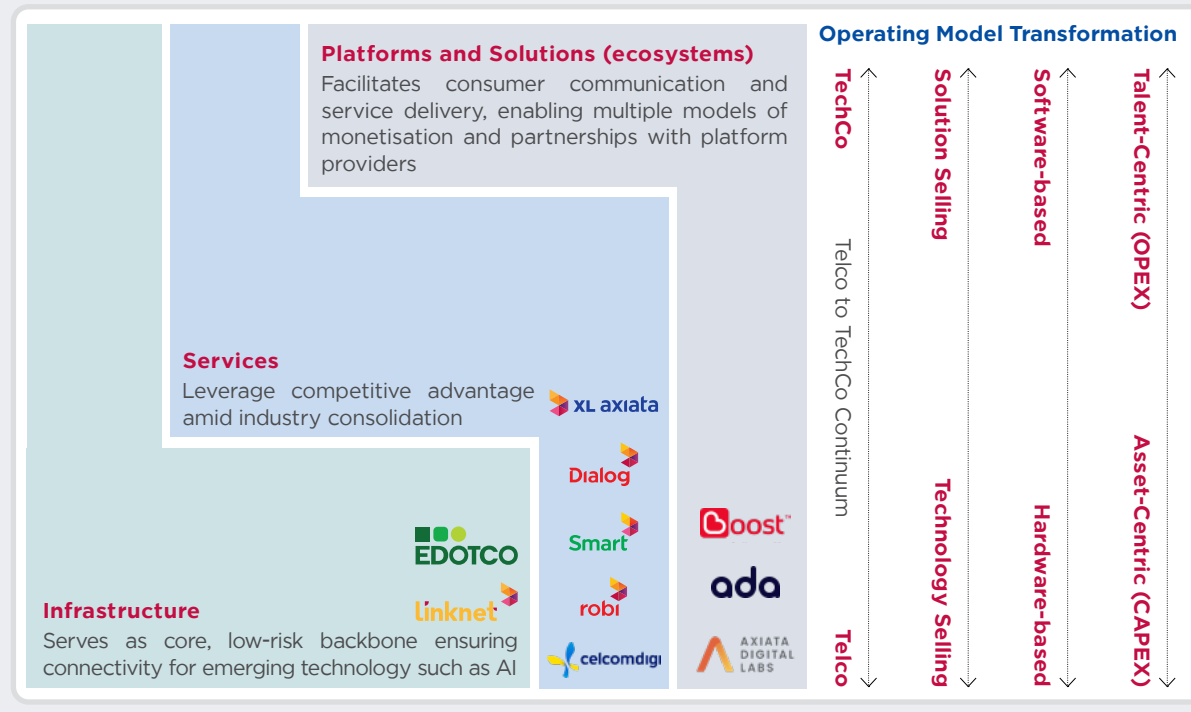 Platforms and Solutions (ecosystems)
Facilitates consumer communication and
service delivery, enabling multiple models of
monetisation and partnerships with platform
providers
Services
Leverage competitive advantage
amid industry consolidation
XL axiata
Dialog
Smart
robi
celcomdigi
EDOTCO
linknet
Infrastructure
Serves as core, low-risk backbone ensuring
connectivity for emerging technology such as AI
Boost™
ada
AXIATA
DIGITAL
LABS
Operating Model Transformation
TechCo
Telco to TechCo Continuum
Telco
Solution Selling
Technology Selling
Software-based
Hardware-based
Talent-Centric (OPEX)
Asset-Centric (CAPEX)